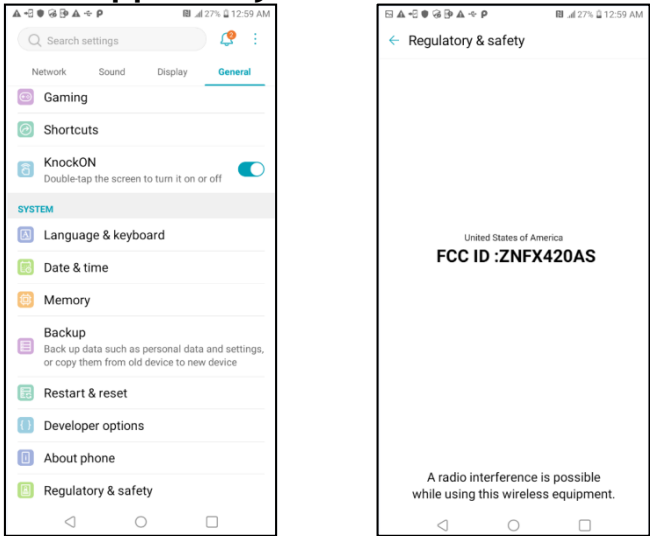 27% 12:59 AM
Search settings
Network Sound Display General
Gaming
Shortcuts
KnockON
Double-tap the screen to turn it on or off
SYSTEM
Language & keyboard
Date & time
Memory
Backup
Back up data such as personal data and settings,
or copy them from old device to new device
Restart & reset
Developer options
About phone
Regulatory & safety
27% 12:59 AM
Regulatory & safety
United States of America
FCC ID :ZNFX420AS
A radio interference is possible
while using this wireless equipment.